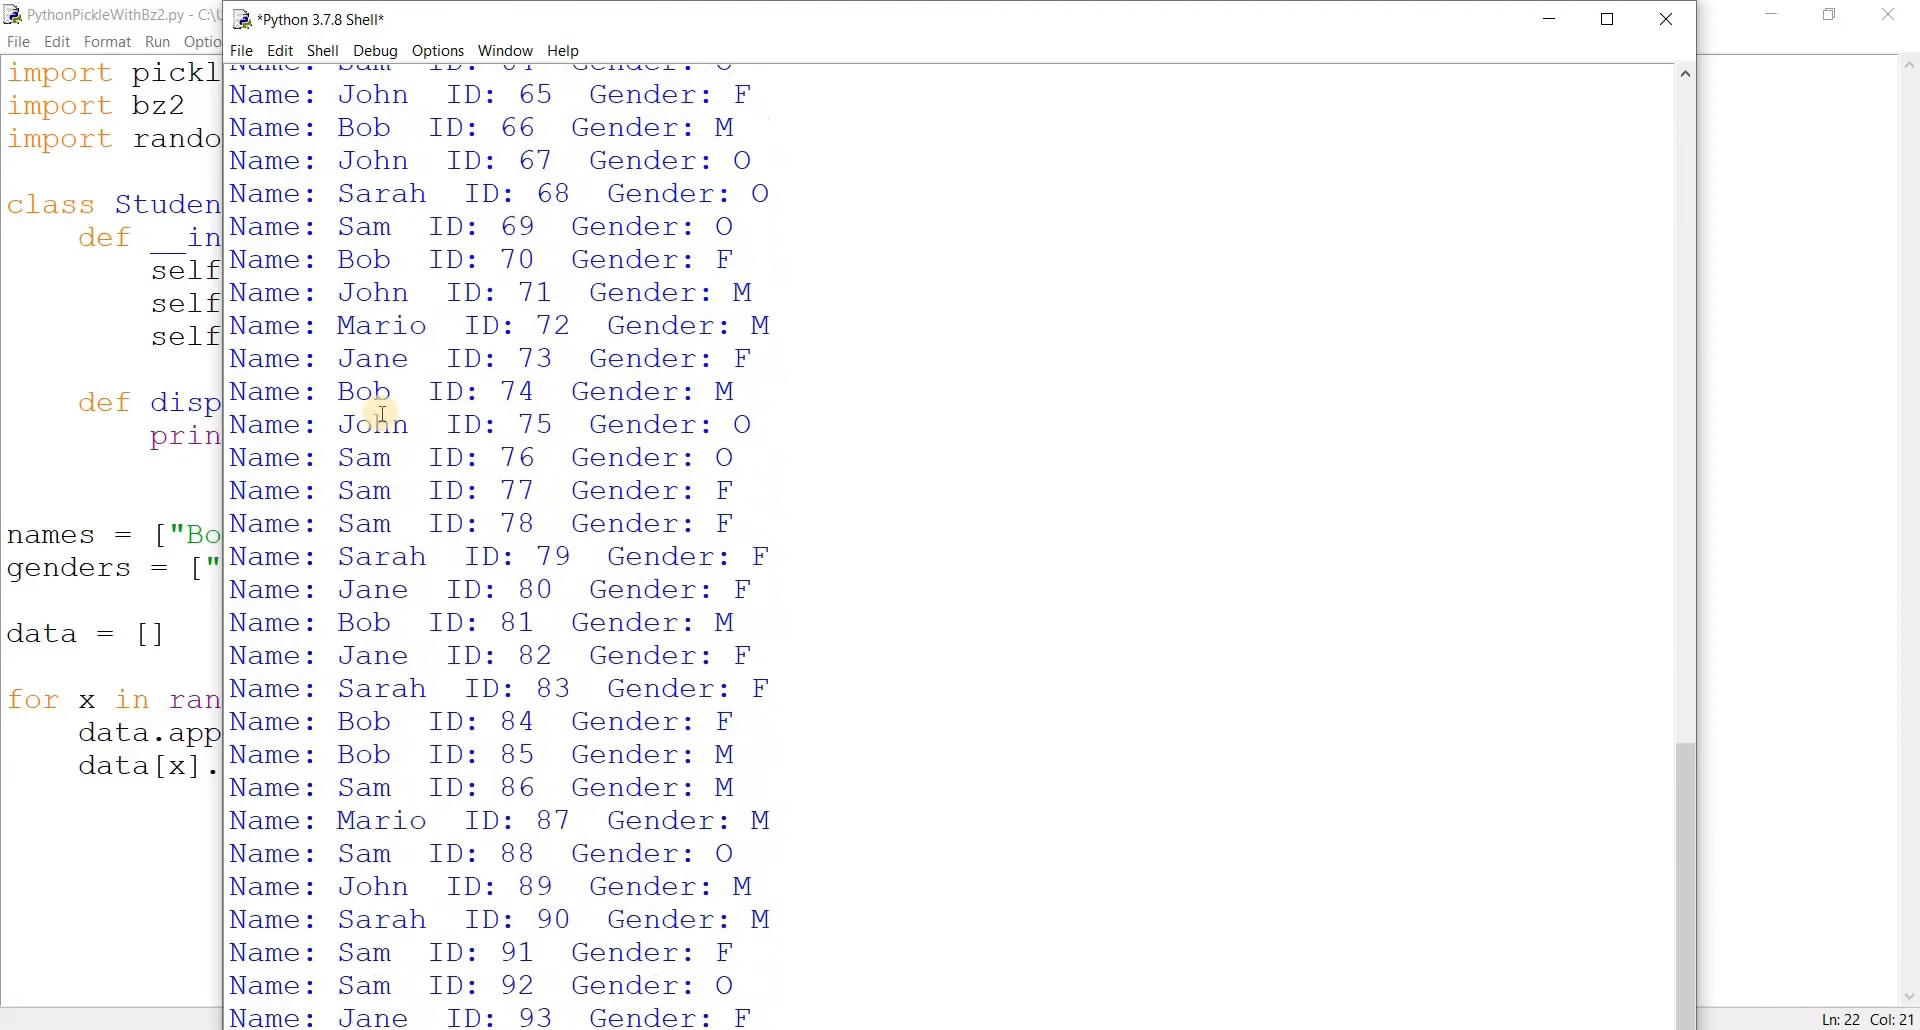 PythonPickleWithBz2.py - C:\U
File Edit Format Run Optio
import pickl
import bz2
import rando
class Studen
def __in
self
self
self
def disp
prin
names = ["Bo
genders = ["
data = []
for x in ran
data.app
data[x].
*Python 3.7.8 Shell*
File Edit Shell Debug Options Window Help
Name: Sam ID: 64 Gender: O
Name: John ID: 65 Gender: F
Name: Bob ID: 66 Gender: M
Name: John ID: 67 Gender: O
Name: Sarah ID: 68 Gender: O
Name: Sam ID: 69 Gender: O
Name: Bob ID: 70 Gender: F
Name: John ID: 71 Gender: M
Name: Mario ID: 72 Gender: M
Name: Jane ID: 73 Gender: F
Name: Bob ID: 74 Gender: M
Name: John ID: 75 Gender: O
Name: Sam ID: 76 Gender: O
Name: Sam ID: 77 Gender: F
Name: Sam ID: 78 Gender: F
Name: Sarah ID: 79 Gender: F
Name: Jane ID: 80 Gender: F
Name: Bob ID: 81 Gender: M
Name: Jane ID: 82 Gender: F
Name: Sarah ID: 83 Gender: F
Name: Bob ID: 84 Gender: F
Name: Bob ID: 85 Gender: M
Name: Sam ID: 86 Gender: M
Name: Mario ID: 87 Gender: M
Name: Sam ID: 88 Gender: O
Name: John ID: 89 Gender: M
Name: Sarah ID: 90 Gender: M
Name: Sam ID: 91 Gender: F
Name: Sam ID: 92 Gender: O
Name: Jane ID: 93 Gender: F
Ln: 22 Col: 21